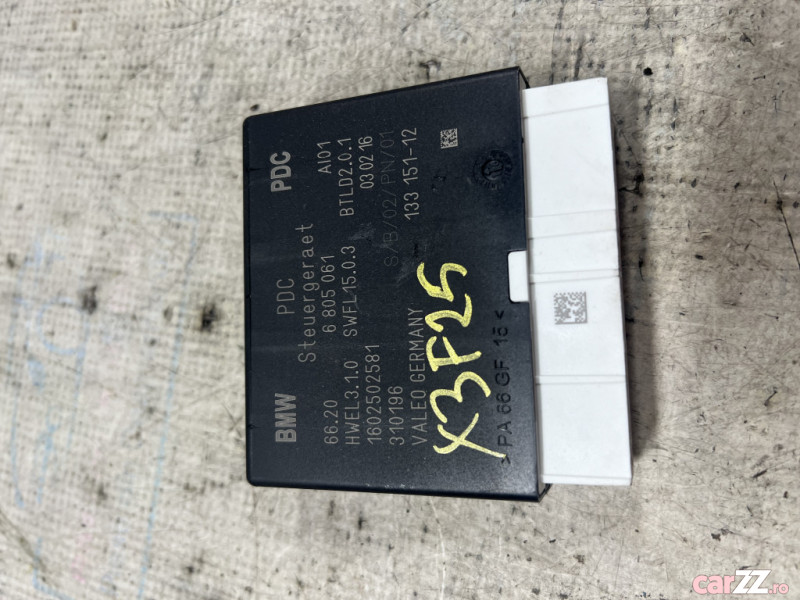 BMW PDC PDC
Steuergeraet
66.20 6 805 061 AI01
HWEL3.1.0 SWFL15.0.3 BTLD2.0.1
1602502581 03 02 16
310196 S/B/02/PN/01
VALEO GERMANY 133 151-12
X3F25
>PA 66 GF 15<
carZZ.ro